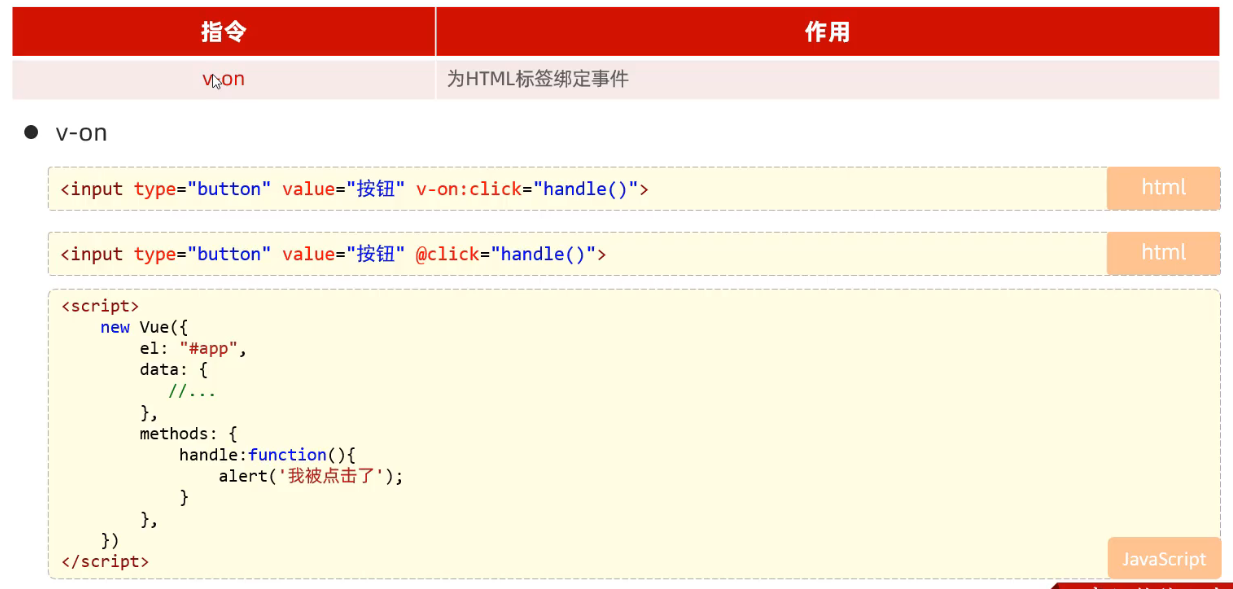 指令 作用
v-on 为HTML标签绑定事件
● v-on
<input type="button" value="按钮" v-on:click="handle()">
html
<input type="button" value="按钮" @click="handle()">
html
<script>
    new Vue({
        el: "#app",
        data: {
           //...
        },
        methods: {
            handle:function(){
                alert('我被点击了');
            }
        },
    })
</script>
JavaScript